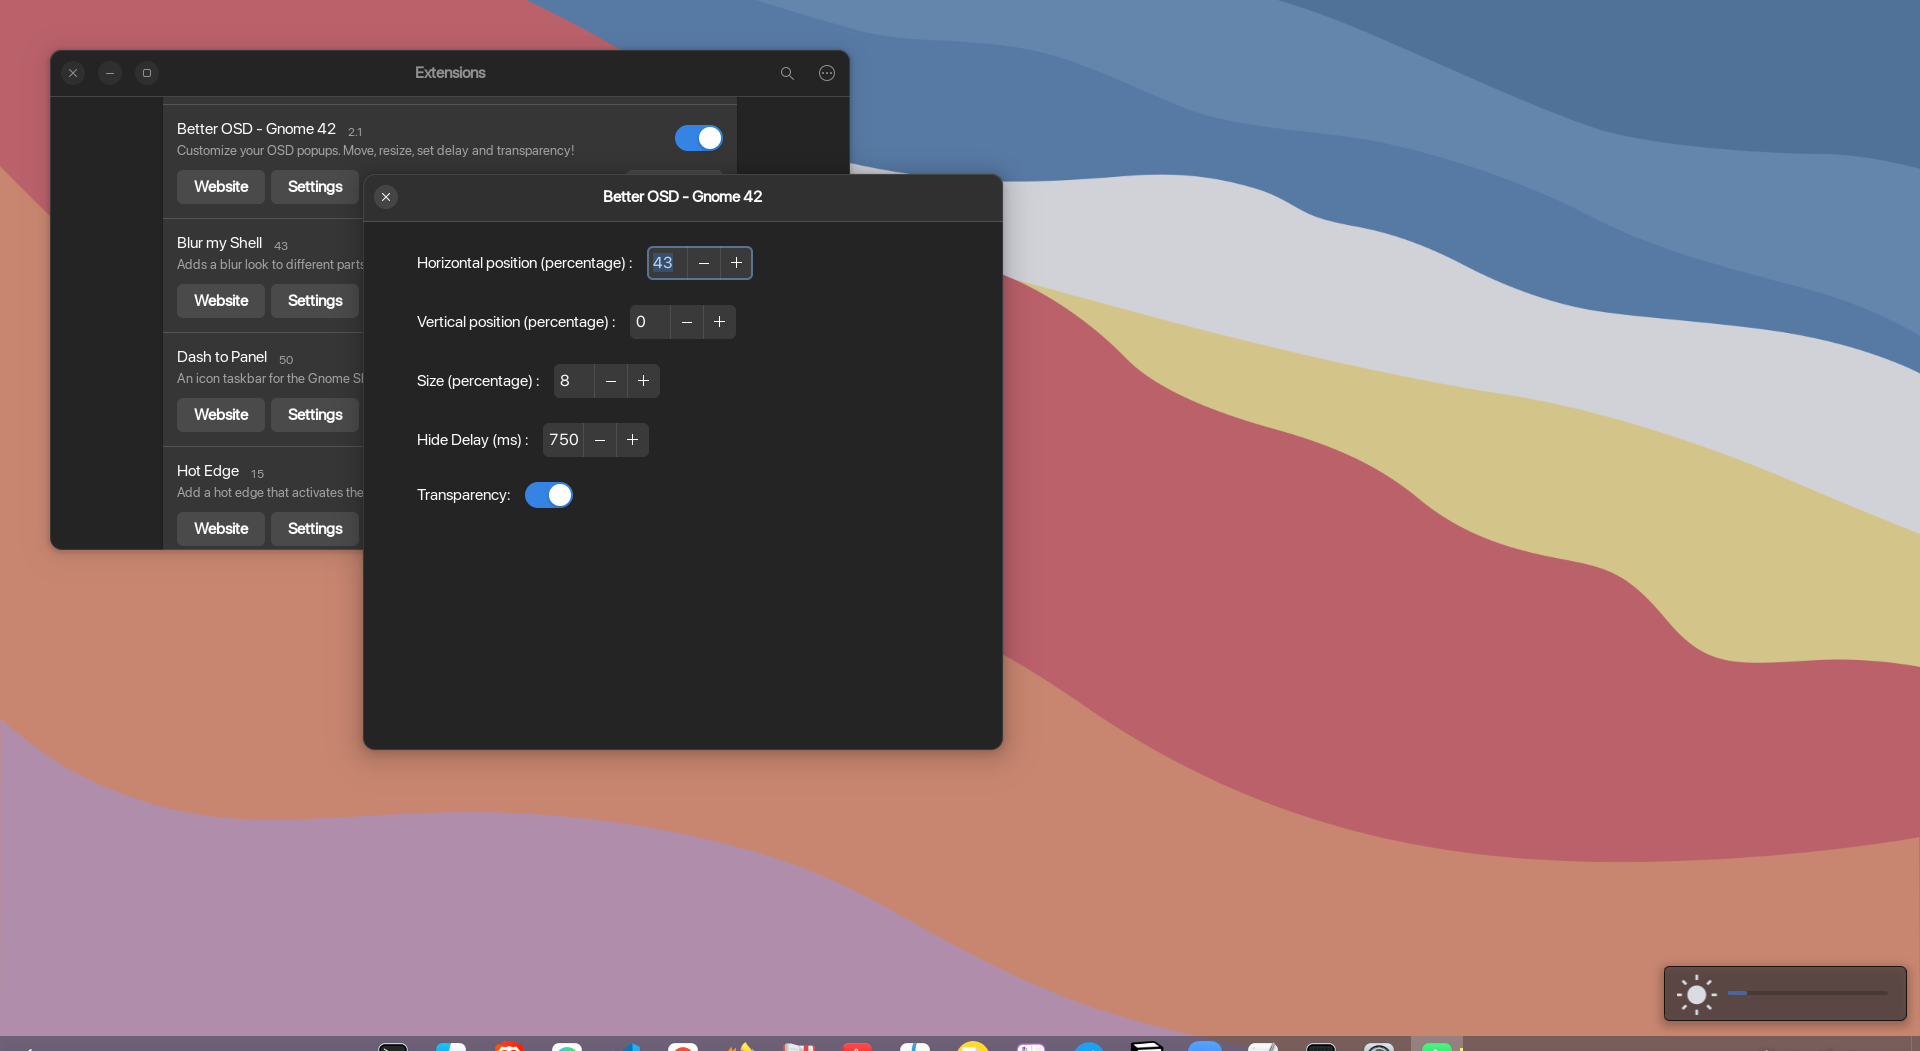 Extensions
Better OSD - Gnome 42 2.1
Customize your OSD popups. Move, resize, set delay and transparency!
Website Settings
Blur my Shell 43
Adds a blur look to different parts
Website Settings
Dash to Panel 50
An icon taskbar for the Gnome Sh
Website Settings
Hot Edge 15
Add a hot edge that activates the
Website Settings
Better OSD - Gnome 42
Horizontal position (percentage) : 43 − +
Vertical position (percentage) : 0 − +
Size (percentage) : 8 − +
Hide Delay (ms) : 750 − +
Transparency: